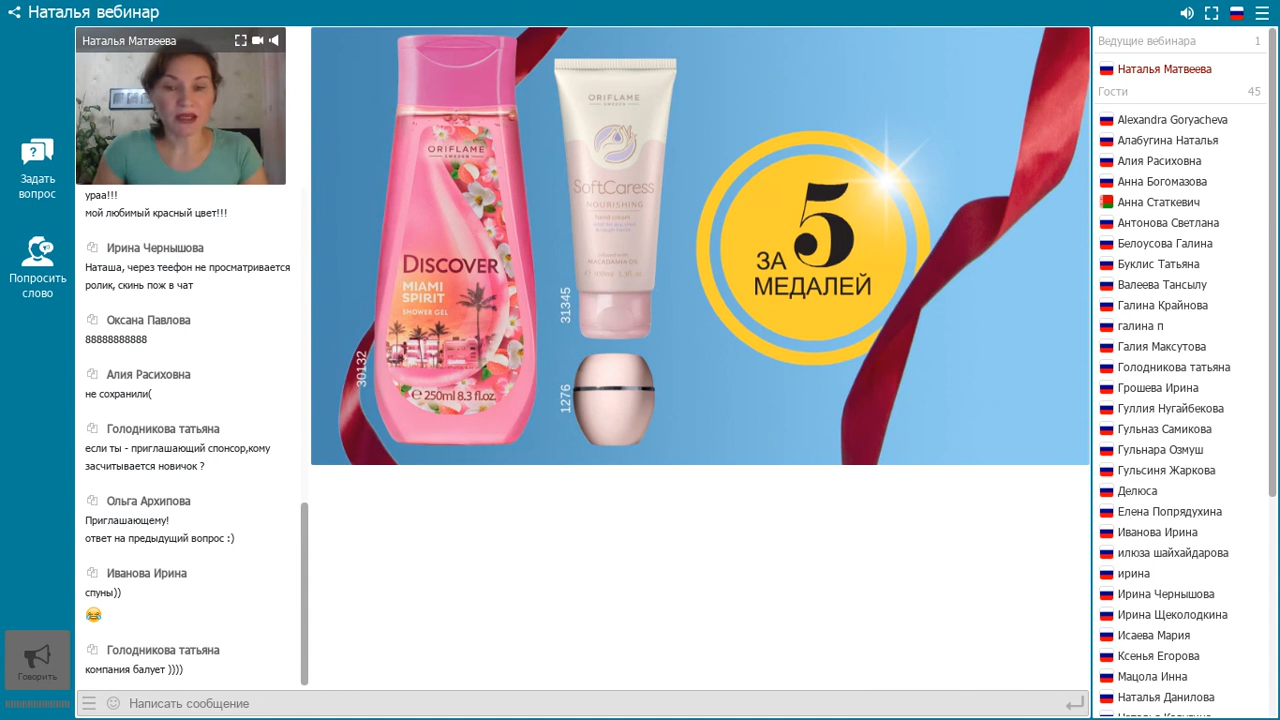 Наталья вебинар
Задать
вопрос
Попросить
слово
Говорить
Наталья Матвеева
ураа!!!
мой любимый красный цвет!!!
Ирина Чернышова
Наташа, через теефон не просматривается
ролик, скинь пож в чат
Оксана Павлова
88888888888
Алия Расиховна
не сохранили(
Голодникова татьяна
если ты - приглашающий спонсор,кому
засчитывается новичок ?
Ольга Архипова
Приглашающему!
ответ на предыдущий вопрос :)
Иванова Ирина
спуны))
😂
Голодникова татьяна
компания балует ))))
Написать сообщение
ORIFLAME
SWEDEN
DISCOVER
MIAMI
SPIRIT
SHOWER GEL
℮ 250ml 8.3 fl.oz.
30132
ORIFLAME
SWEDEN
SoftCaress
NOURISHING
hand cream
MACADAMIA OIL
31345
1276
ЗА 5
МЕДАЛЕЙ
Ведущие вебинара 1
Наталья Матвеева
Гости 45
Alexandra Goryacheva
Алабугина Наталья
Алия Расиховна
Анна Богомазова
Анна Статкевич
Антонова Светлана
Белоусова Галина
Буклис Татьяна
Валеева Тансылу
Галина Крайнова
галина п
Галия Максутова
Голодникова татьяна
Грошева Ирина
Гуллия Нугайбекова
Гульназ Самикова
Гульнара Озмуш
Гульсиня Жаркова
Делюса
Елена Попрядухина
Иванова Ирина
илюза шайхайдарова
ирина
Ирина Чернышова
Ирина Щеколодкина
Исаева Мария
Ксенья Егорова
Мацола Инна
Наталья Данилова